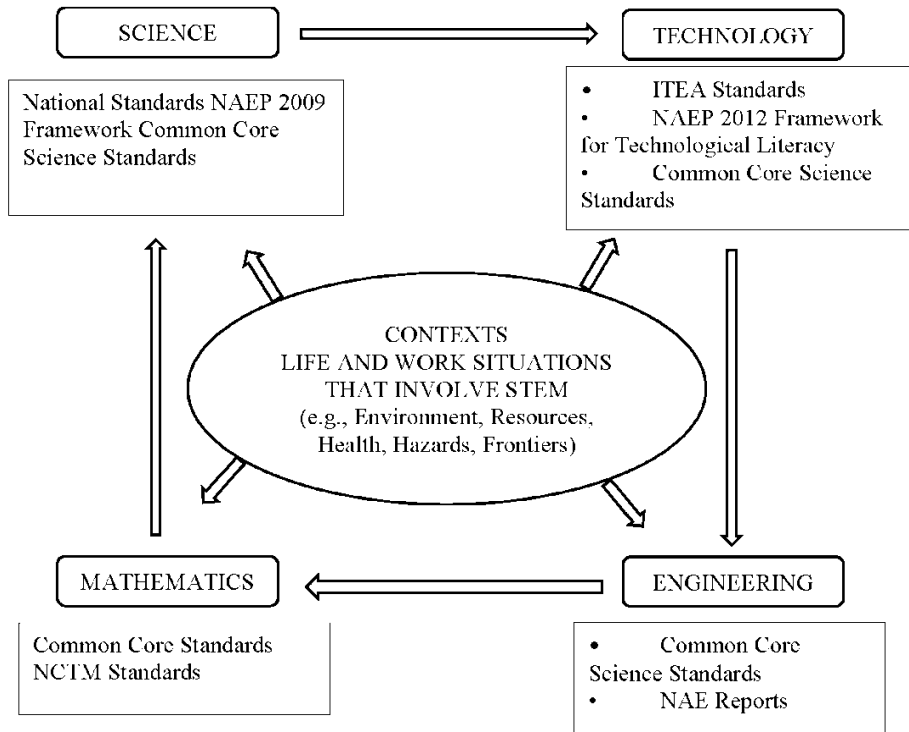 SCIENCE
TECHNOLOGY
National Standards NAEP 2009
Framework Common Core
Science Standards
• ITEA Standards
• NAEP 2012 Framework
for Technological Literacy
• Common Core Science
Standards
CONTEXTS
LIFE AND WORK SITUATIONS
THAT INVOLVE STEM
(e.g., Environment, Resources,
Health, Hazards, Frontiers)
MATHEMATICS
ENGINEERING
Common Core Standards
NCTM Standards
• Common Core
Science Standards
• NAE Reports